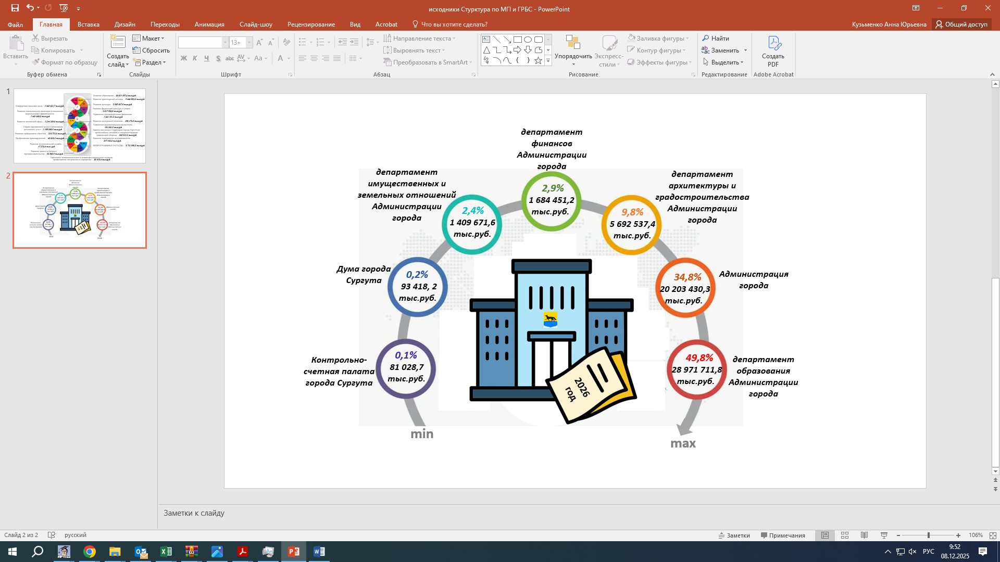 исходники Стурктура по МП и ГРБС - PowerPoint
Файл Главная Вставка Дизайн Переходы Анимация Слайд-шоу Рецензирование Вид Acrobat Что вы хотите сделать? Кузьменко Анна Юрьевна Общий доступ
Вставить
Вырезать
Копировать
Формат по образцу
Буфер обмена
Создать слайд
Макет
Сбросить
Раздел
Слайды
13+
Ж К Ч S abc AV Aa A
Шрифт
Направление текста
Выровнять текст
Преобразовать в SmartArt
Абзац
Упорядочить
Экспресс-стили
Заливка фигуры
Контур фигуры
Эффекты фигуры
Рисование
Найти
Заменить
Выделить
Редактирование
Создать PDF
Adobe Acrobat
1
2
департамент
финансов
Администрации
города
2,9%
1 684 451,2
тыс.руб.
департамент
имущественных и
земельных отношений
Администрации
города
2,4%
1 409 671,6
тыс.руб.
департамент
архитектуры и
градостроительства
Администрации
города
9,8%
5 692 537,4
тыс.руб.
Дума города
Сургута
0,2%
93 418, 2
тыс.руб.
34,8%
20 203 430,3
тыс.руб.
Администрация
города
Контрольно-
счетная палата
города Сургута
0,1%
81 028,7
тыс.руб.
49,8%
28 971 711,8
тыс.руб.
департамент
образования
Администрации
города
2026
год
min
max
Заметки к слайду
Слайд 2 из 2 русский Заметки Примечания 106%
РУС
9:52
08.12.2025